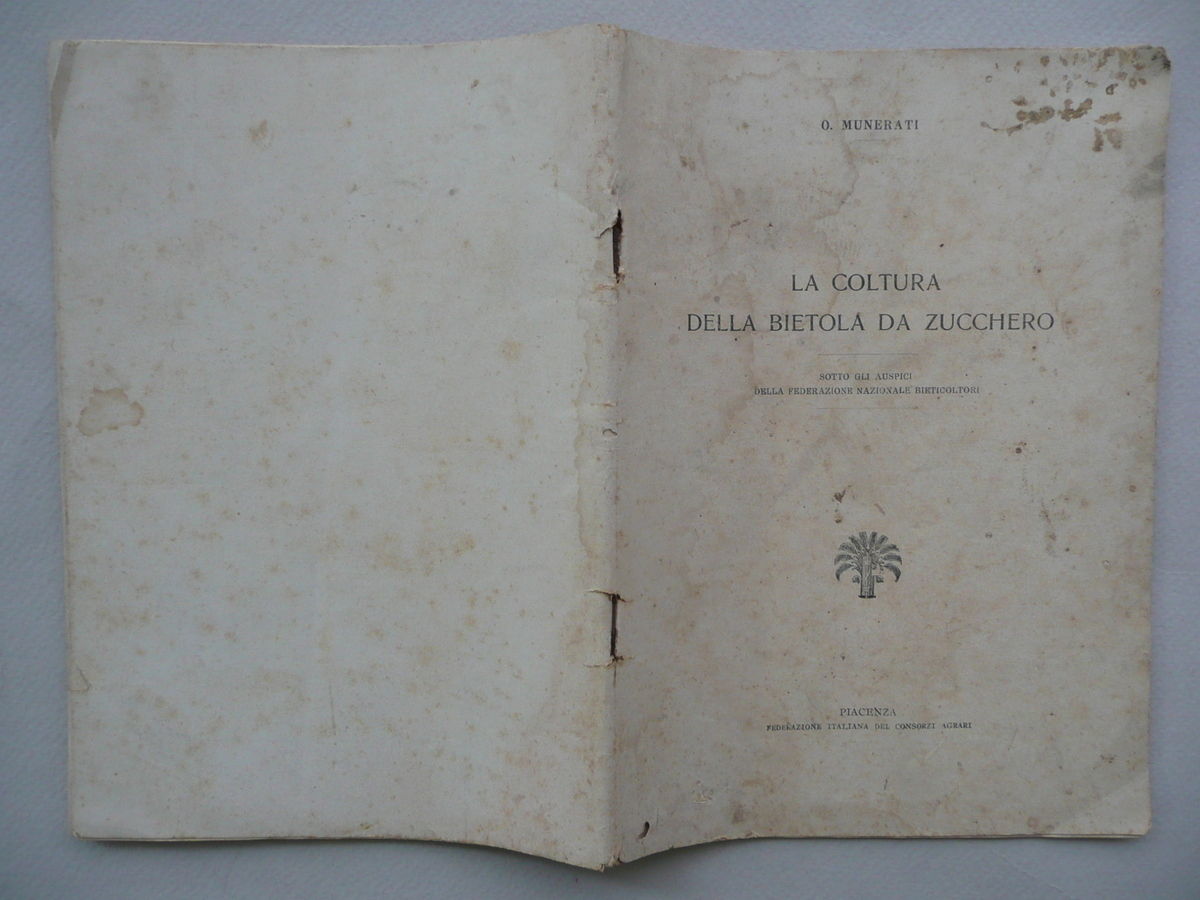 O. MUNERATI
LA COLTURA
DELLA BIETOLA DA ZUCCHERO
SOTTO GLI AUSPICI
DELLA FEDERAZIONE NAZIONALE BIETICOLTORI
PIACENZA
FEDERAZIONE ITALIANA DEI CONSORZI AGRARI